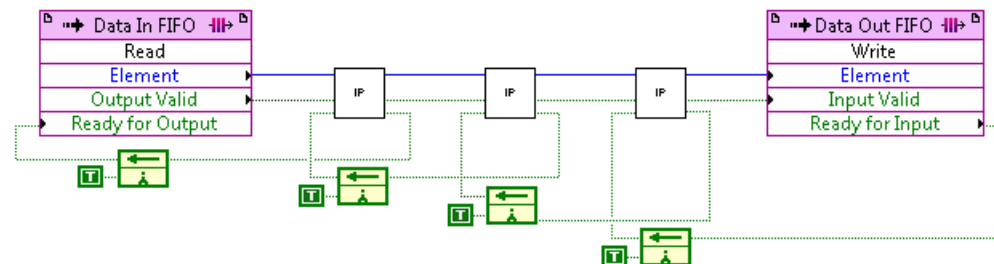 Data In FIFO
Read
Element
Output Valid
Ready for Output
IP
IP
IP
Data Out FIFO
Write
Element
Input Valid
Ready for Input
T
T
T
T